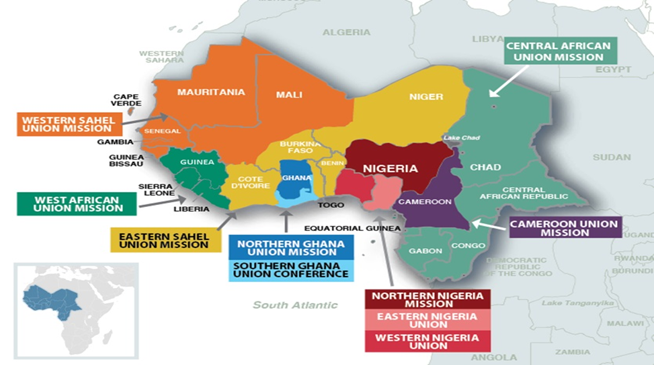 ALGERIA
LIBYA
EGYPT
WESTERN
SAHARA
CENTRAL AFRICAN
UNION MISSION
MAURITANIA
MALI
NIGER
CAPE
VERDE
WESTERN SAHEL
UNION MISSION
SENEGAL
GAMBIA
GUINEA
BISSAU
GUINEA
BURKINA
FASO
BENIN
NIGERIA
Lake Chad
CHAD
SUDAN
SIERRA
LEONE
COTE
D'IVOIRE
GHANA
CENTRAL
AFRICAN REPUBLIC
WEST AFRICAN
UNION MISSION
LIBERIA
TOGO
CAMEROON
CAMEROON UNION
MISSION
EQUATORIAL GUINEA
EASTERN SAHEL
UNION MISSION
NORTHERN GHANA
UNION MISSION
SOUTHERN GHANA
UNION CONFERENCE
GABON
CONGO
DEMOCRATIC
REPUBLIC
OF THE CONGO
UGAND
RWANDA
BURUNDI
South Atlantic
NORTHERN NIGERIA
MISSION
EASTERN NIGERIA
UNION
WESTERN NIGERIA
UNION
Lake Tanganyika
MALAWI
ZAMBIA
ANGOLA